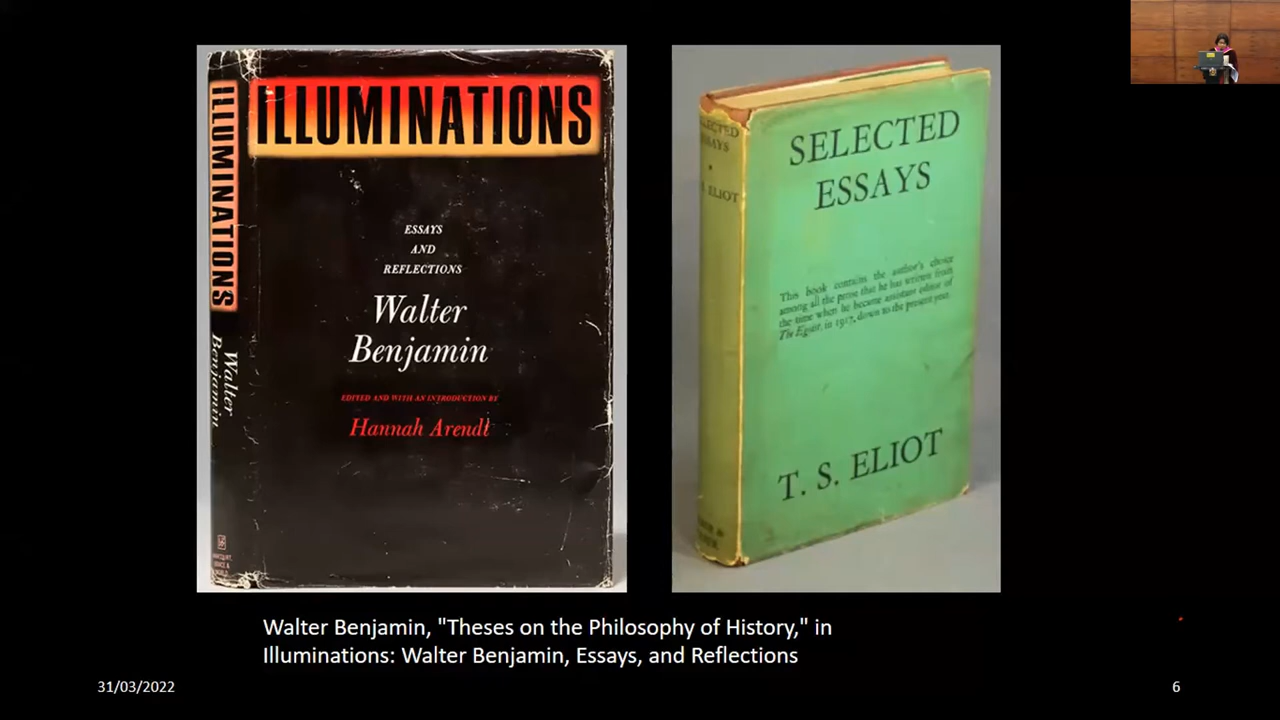 ILLUMINATIONS
Walter
Benjamin
HARCOURT,
BRACE &
WORLD
ILLUMINATIONS
ESSAYS
AND
REFLECTIONS
Walter
Benjamin
EDITED AND WITH AN INTRODUCTION BY
Hannah Arendt
ESSAYS
S. ELIOT
SELECTED
ESSAYS
This book contains the author's choice
among all the prose that he has written from
the time when he became assistant editor of
The Egoist, in 1917, down to the present year.
T. S. ELIOT
Walter Benjamin, "Theses on the Philosophy of History," in
Illuminations: Walter Benjamin, Essays, and Reflections
31/03/2022
6